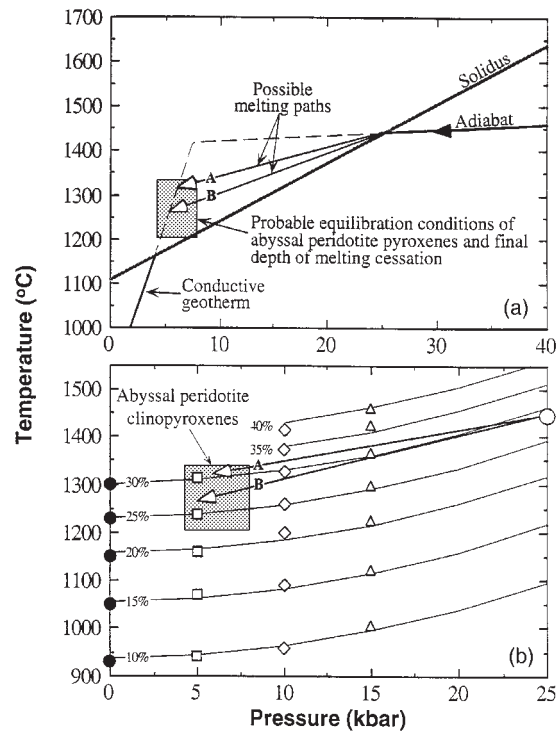 1700
1600
1500
1400
1300
1200
1100
1000
Solidus
Possible
melting paths
Adiabat
A
B
Probable equilibration conditions of
abyssal peridotite pyroxenes and final
depth of melting cessation
Conductive
geotherm
(a)
0
10
20
30
40
Temperature (°C)
1500
1400
1300
1200
1100
1000
900
Abyssal peridotite
clinopyroxenes
40%
35%
A
B
30%
25%
20%
15%
10%
(b)
0
5
10
15
20
25
Pressure (kbar)